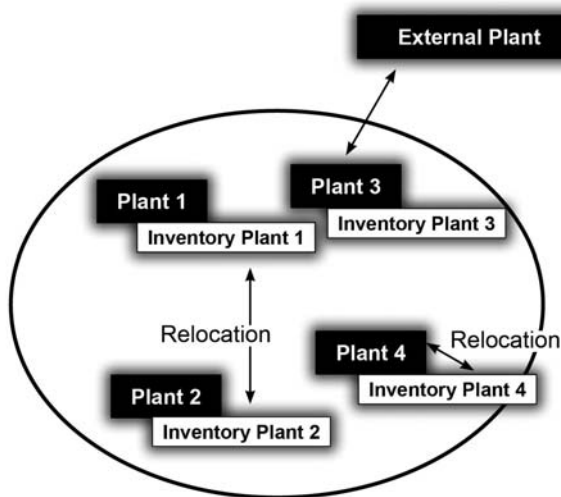 External Plant
Plant 3
Inventory Plant 3
Plant 1
Inventory Plant 1
Relocation
Relocation
Plant 4
Inventory Plant 4
Plant 2
Inventory Plant 2